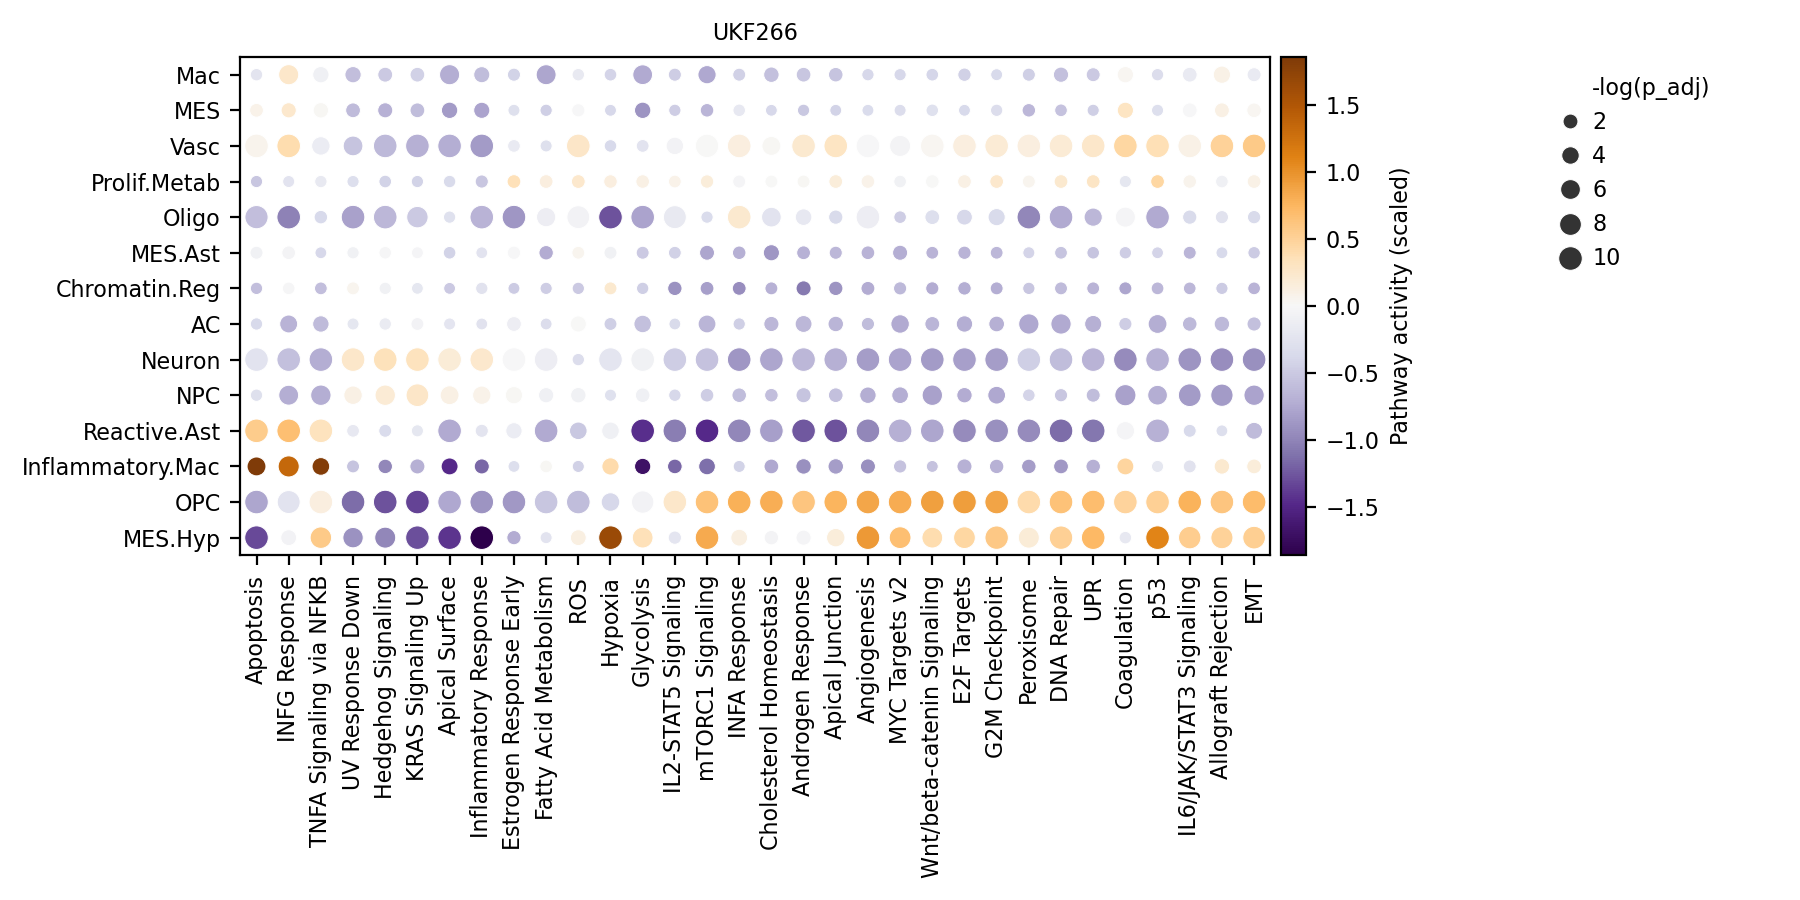 UKF266
Mac
MES
Vasc
Prolif.Metab
Oligo
MES.Ast
Chromatin.Reg
AC
Neuron
NPC
Reactive.Ast
Inflammatory.Mac
OPC
MES.Hyp
Apoptosis
INFG Response
TNFA Signaling via NFKB
UV Response Down
Hedgehog Signaling
KRAS Signaling Up
Apical Surface
Inflammatory Response
Estrogen Response Early
Fatty Acid Metabolism
ROS
Hypoxia
Glycolysis
IL2-STAT5 Signaling
mTORC1 Signaling
INFA Response
Cholesterol Homeostasis
Androgen Response
Apical Junction
Angiogenesis
MYC Targets v2
Wnt/beta-catenin Signaling
E2F Targets
G2M Checkpoint
Peroxisome
DNA Repair
UPR
Coagulation
p53
IL6/JAK/STAT3 Signaling
Allograft Rejection
EMT
1.5
1.0
0.5
0.0
−0.5
−1.0
−1.5
Pathway activity (scaled)
-log(p_adj)
2
4
6
8
10